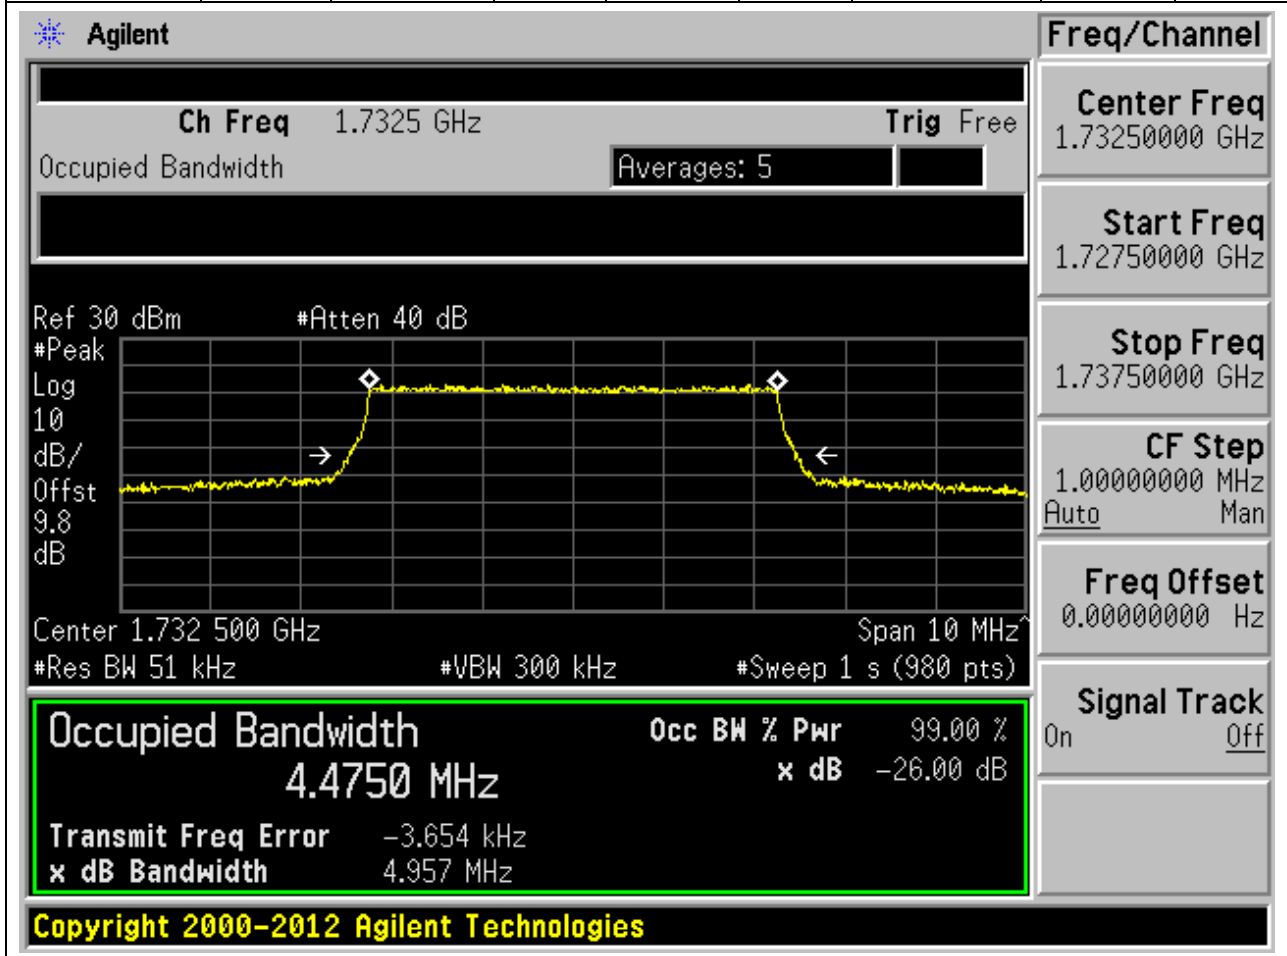 Agilent
Freq/Channel
Ch Freq 1.7325 GHz Trig Free
Occupied Bandwidth Averages: 5
Center Freq
1.73250000 GHz
Start Freq
1.72750000 GHz
Stop Freq
1.73750000 GHz
CF Step
1.00000000 MHz
Auto Man
Freq Offset
0.00000000 Hz
Signal Track
On Off
Ref 30 dBm #Atten 40 dB
#Peak
Log
10
dB/
Offst
9.8
dB
Center 1.732 500 GHz Span 10 MHz^
#Res BW 51 kHz #VBW 300 kHz #Sweep 1 s (980 pts)
Occupied Bandwidth Occ BW % Pwr 99.00 %
4.4750 MHz x dB -26.00 dB
Transmit Freq Error -3.654 kHz
x dB Bandwidth 4.957 MHz
Copyright 2000-2012 Agilent Technologies